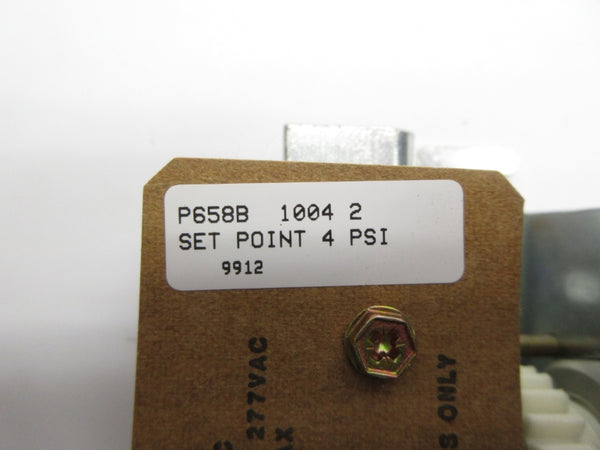 P658B 1004 2
SET POINT 4 PSI
9912
277VAC
S ONLY